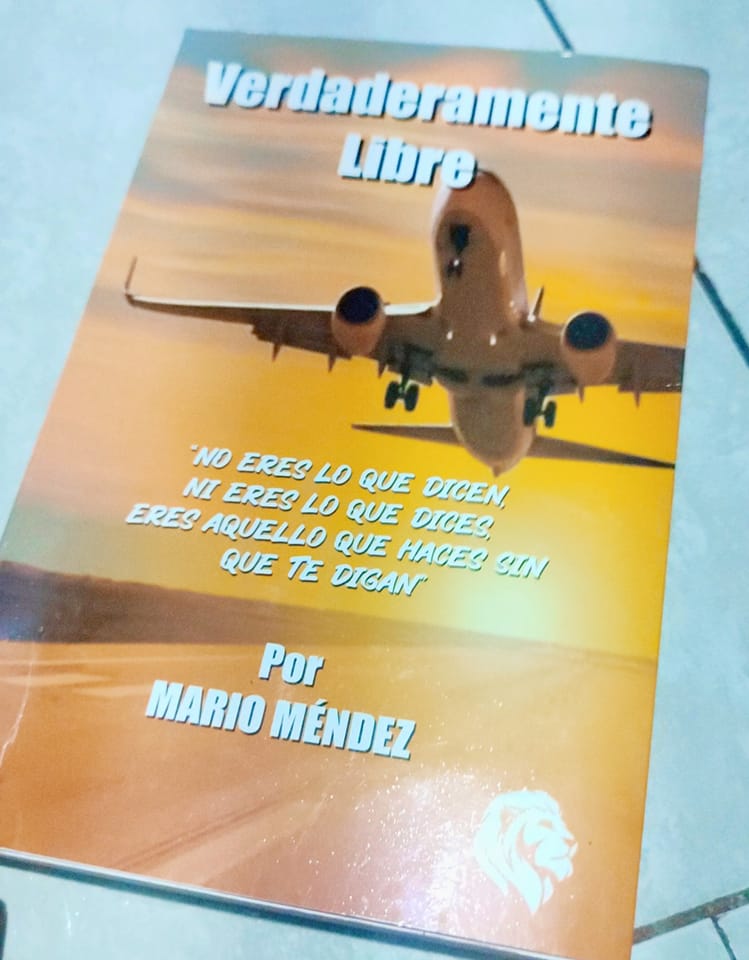 Verdaderamente
Libre
"NO ERES LO QUE DICEN,
NI ERES LO QUE DICES,
ERES AQUELLO QUE HACES SIN
QUE TE DIGAN"
Por
MARIO MÉNDEZ